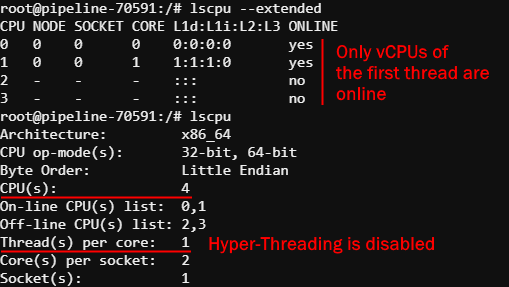 root@pipeline-70591:/# lscpu --extended
CPU NODE SOCKET CORE L1d:L1i:L2:L3 ONLINE
0 0 0 0 0:0:0:0 yes
1 0 0 1 1:1:1:0 yes
2 - - - ::: no
3 - - - ::: no
Only vCPUs of
the first thread are
online
root@pipeline-70591:/# lscpu
Architecture: x86_64
CPU op-mode(s): 32-bit, 64-bit
Byte Order: Little Endian
CPU(s): 4
On-line CPU(s) list: 0,1
Off-line CPU(s) list: 2,3
Thread(s) per core: 1 Hyper-Threading is disabled
Core(s) per socket: 2
Socket(s): 1